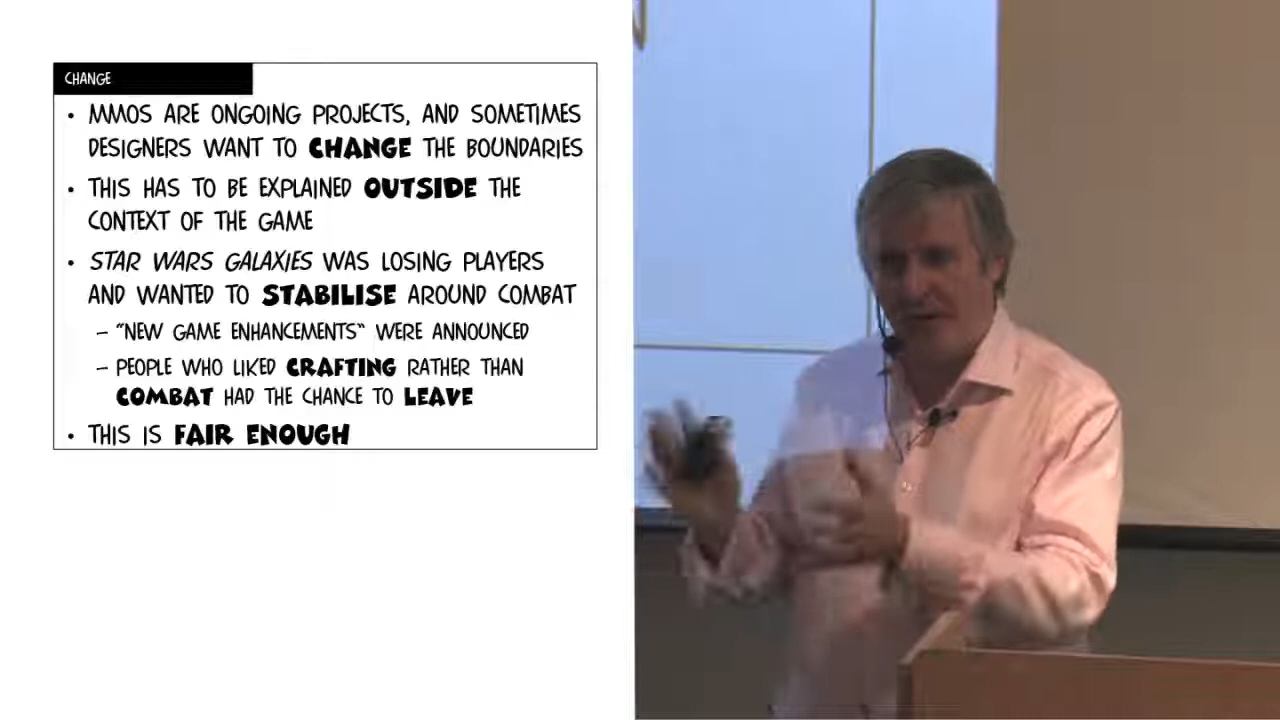 CHANGE
• MMOS ARE ONGOING PROJECTS, AND SOMETIMES
DESIGNERS WANT TO CHANGE THE BOUNDARIES
• THIS HAS TO BE EXPLAINED OUTSIDE THE
CONTEXT OF THE GAME
• STAR WARS GALAXIES WAS LOSING PLAYERS
AND WANTED TO STABILISE AROUND COMBAT
– "NEW GAME ENHANCEMENTS" WERE ANNOUNCED
– PEOPLE WHO LIKED CRAFTING RATHER THAN
COMBAT HAD THE CHANCE TO LEAVE
• THIS IS FAIR ENOUGH